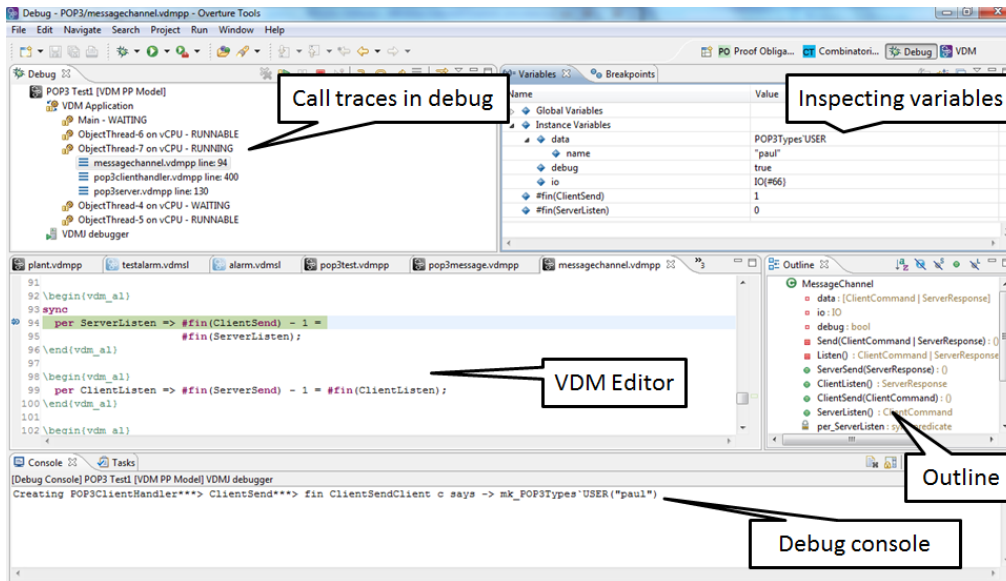 Debug - POP3/messagechannel.vdmpp - Overture Tools
File Edit Navigate Search Project Run Window Help
PO Proof Obliga... CT Combinatori... Debug VDM
Debug
POP3 Test1 [VDM PP Model]
VDM Application
Main - WAITING
ObjectThread-6 on vCPU - RUNNABLE
ObjectThread-7 on vCPU - RUNNING
messagechannel.vdmpp line: 94
pop3clienthandler.vdmpp line: 400
pop3server.vdmpp line: 130
ObjectThread-4 on vCPU - WAITING
ObjectThread-5 on vCPU - RUNNABLE
VDMJ debugger
Call traces in debug
Variables Breakpoints
Name Value
Global Variables
Instance Variables
data POP3Types`USER
name "paul"
debug true
io IO{#66}
#fin(ClientSend) 1
#fin(ServerListen) 0
Inspecting variables
plant.vdmpp testalarm.vdmsl alarm.vdmsl pop3test.vdmpp pop3message.vdmpp messagechannel.vdmpp »3
91
92 \begin{vdm_al}
93 sync
94 per ServerListen => #fin(ClientSend) - 1 =
95 #fin(ServerListen);
96 \end{vdm_al}
97
98 \begin{vdm_al}
99 per ClientListen => #fin(ServerSend) - 1 = #fin(ClientListen);
100 \end{vdm_al}
101
102 \begin{vdm_al}
VDM Editor
Outline
MessageChannel
data : [ClientCommand | ServerResponse]
io : IO
debug : bool
Send(ClientCommand | ServerResponse) : ()
Listen() : ClientCommand | ServerResponse
ServerSend(ServerResponse) : ()
ClientListen() : ServerResponse
ClientSend(ClientCommand) : ()
ServerListen() : ClientCommand
per_ServerListen : sync predicate
Outline
Console Tasks
[Debug Console] POP3 Test1 [VDM PP Model] VDMJ debugger
Creating POP3ClientHandler***> ClientSend***> fin ClientSendClient c says -> mk_POP3Types`USER("paul")
Debug console